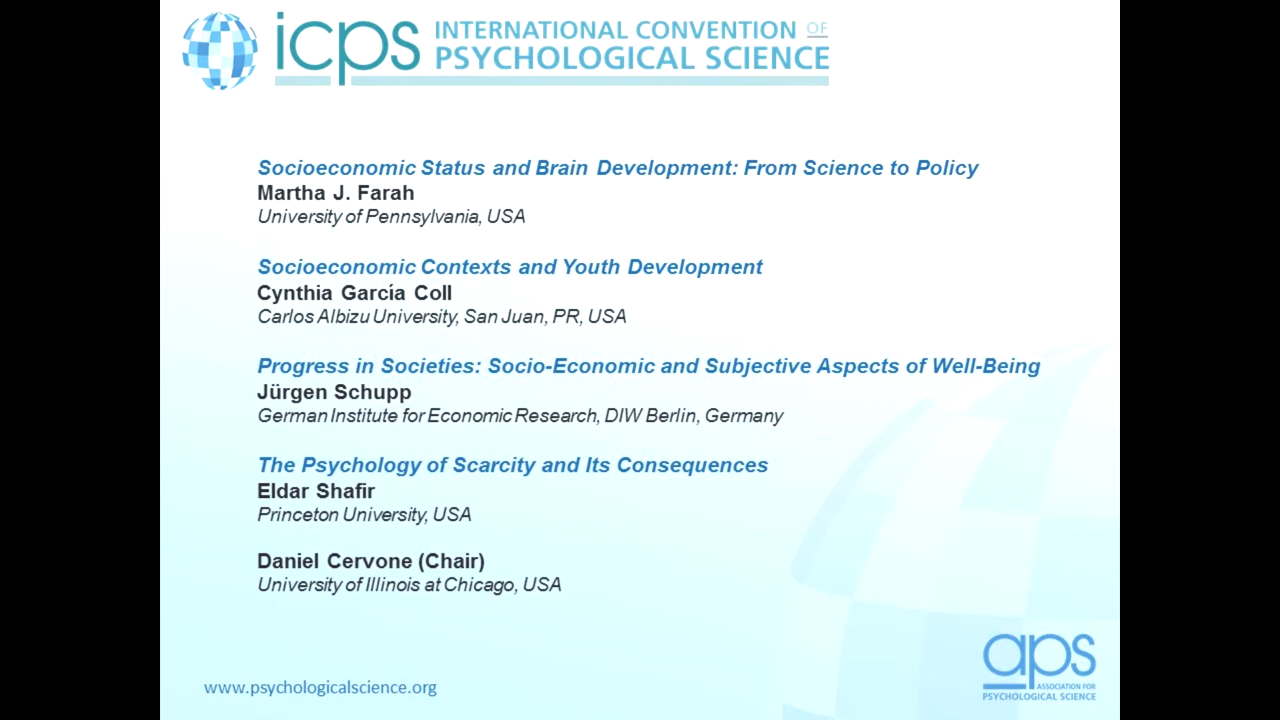 icps INTERNATIONAL CONVENTION OF
PSYCHOLOGICAL SCIENCE
Socioeconomic Status and Brain Development: From Science to Policy
Martha J. Farah
University of Pennsylvania, USA
Socioeconomic Contexts and Youth Development
Cynthia García Coll
Carlos Albizu University, San Juan, PR, USA
Progress in Societies: Socio-Economic and Subjective Aspects of Well-Being
Jürgen Schupp
German Institute for Economic Research, DIW Berlin, Germany
The Psychology of Scarcity and Its Consequences
Eldar Shafir
Princeton University, USA
Daniel Cervone (Chair)
University of Illinois at Chicago, USA
aps
ASSOCIATION FOR
PSYCHOLOGICAL SCIENCE
www.psychologicalscience.org